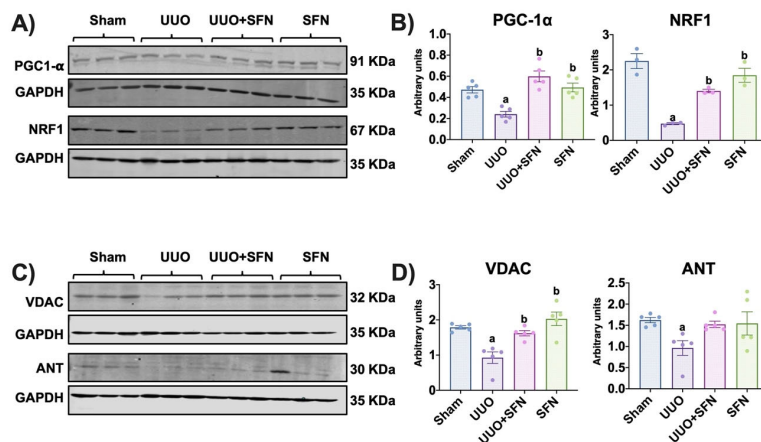 A)
Sham UUO UUO+SFN SFN
PGC1-α 91 KDa
GAPDH 35 KDa
NRF1 67 KDa
GAPDH 35 KDa
B)
PGC-1α
Arbitrary units
1.0
0.8
0.6
0.4
0.2
0.0
a
b
b
Sham
UUO
UUO+SFN
SFN
NRF1
Arbitrary units
3
2
1
0
a
b
b
Sham
UUO
UUO+SFN
SFN
C)
Sham UUO UUO+SFN SFN
VDAC 32 KDa
GAPDH 35 KDa
ANT 30 KDa
GAPDH 35 KDa
D)
VDAC
Arbitrary units
3
2
1
0
a
b
b
Sham
UUO
UUO+SFN
SFN
ANT
Arbitrary units
2.5
2.0
1.5
1.0
0.5
0.0
a
Sham
UUO
UUO+SFN
SFN